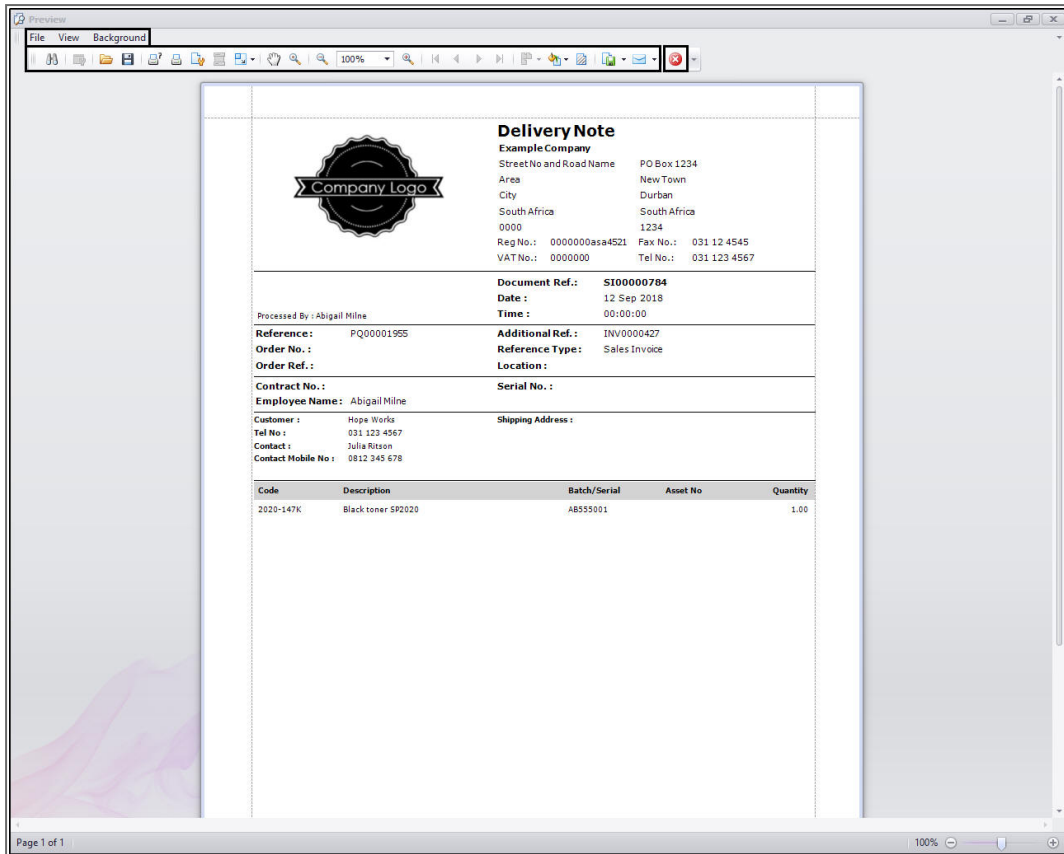 Preview
File View Background
100%
Delivery Note
Example Company
Company Logo
Street No and Road Name PO Box 1234
Area New Town
City Durban
South Africa South Africa
0000 1234
Reg No.: 0000000asa4521 Fax No.: 031 12 4545
VAT No.: 0000000 Tel No.: 031 123 4567
Document Ref.: SI00000784
Date : 12 Sep 2018
Processed By : Abigail Milne Time : 00:00:00
Reference : PQ00001955 Additional Ref. : INV0000427
Order No. : Reference Type : Sales Invoice
Order Ref. : Location :
Contract No. : Serial No. :
Employee Name : Abigail Milne
Customer : Hope Works Shipping Address :
Tel No : 031 123 4567
Contact : Julia Ritson
Contact Mobile No : 0812 345 678
Code Description Batch/Serial Asset No Quantity
2020-147K Black toner SP2020 AB555001 1.00
Page 1 of 1 100%